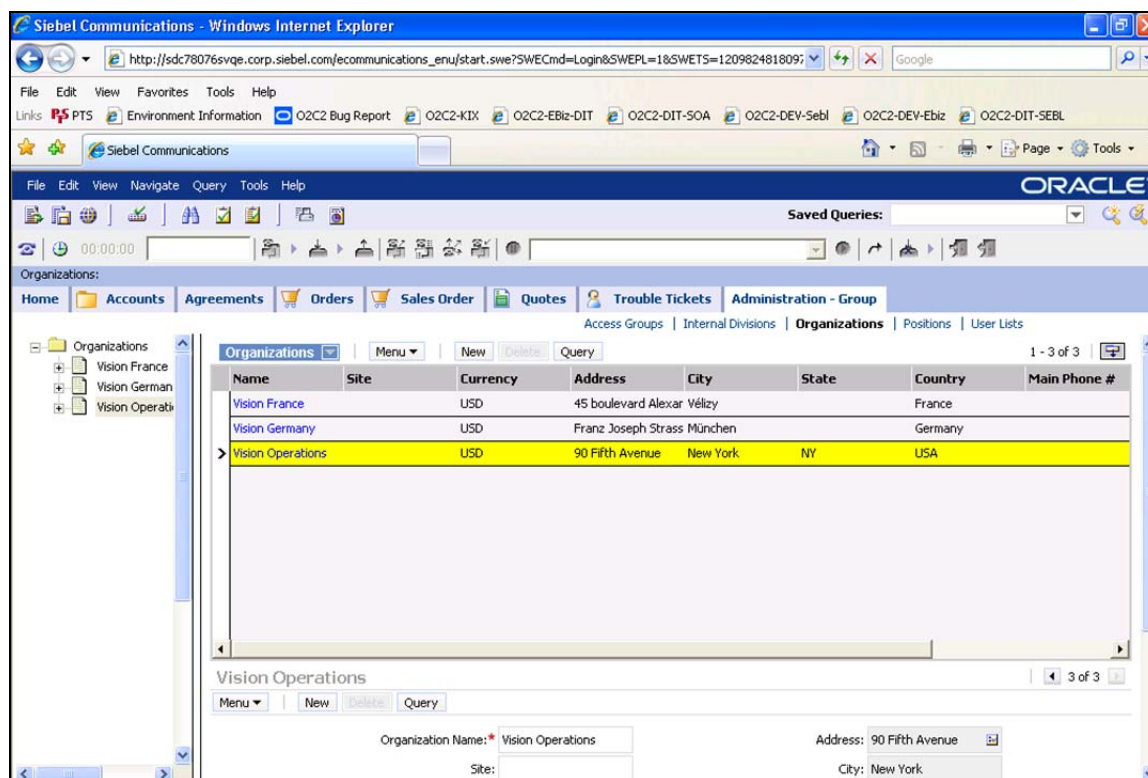 Siebel Communications - Windows Internet Explorer
http://sdc78076svqe.corp.siebel.com/ecommunications_enu/start.swe?SWECmd=Login&SWEPL=1&SWETS=120982481809 Google
File Edit View Favorites Tools Help
Links PTS Environment Information O2C2 Bug Report O2C2-KIX O2C2-EBiz-DIT O2C2-DIT-SOA O2C2-DEV-Sebl O2C2-DEV-Ebiz O2C2-DIT-SEBL
Siebel Communications Page Tools
File Edit View Navigate Query Tools Help ORACLE
Saved Queries:
00:00:00
Organizations:
Home Accounts Agreements Orders Sales Order Quotes Trouble Tickets Administration - Group
Access Groups | Internal Divisions | Organizations | Positions | User Lists
Organizations
Vision France
Vision German
Vision Operati
Organizations Menu New Delete Query 1 - 3 of 3
Name Site Currency Address City State Country Main Phone #
Vision France USD 45 boulevard Alexar Vélizy France
Vision Germany USD Franz Joseph Strass München Germany
Vision Operations USD 90 Fifth Avenue New York NY USA
Vision Operations 3 of 3
Menu New Delete Query
Organization Name:* Vision Operations Address: 90 Fifth Avenue
Site: City: New York